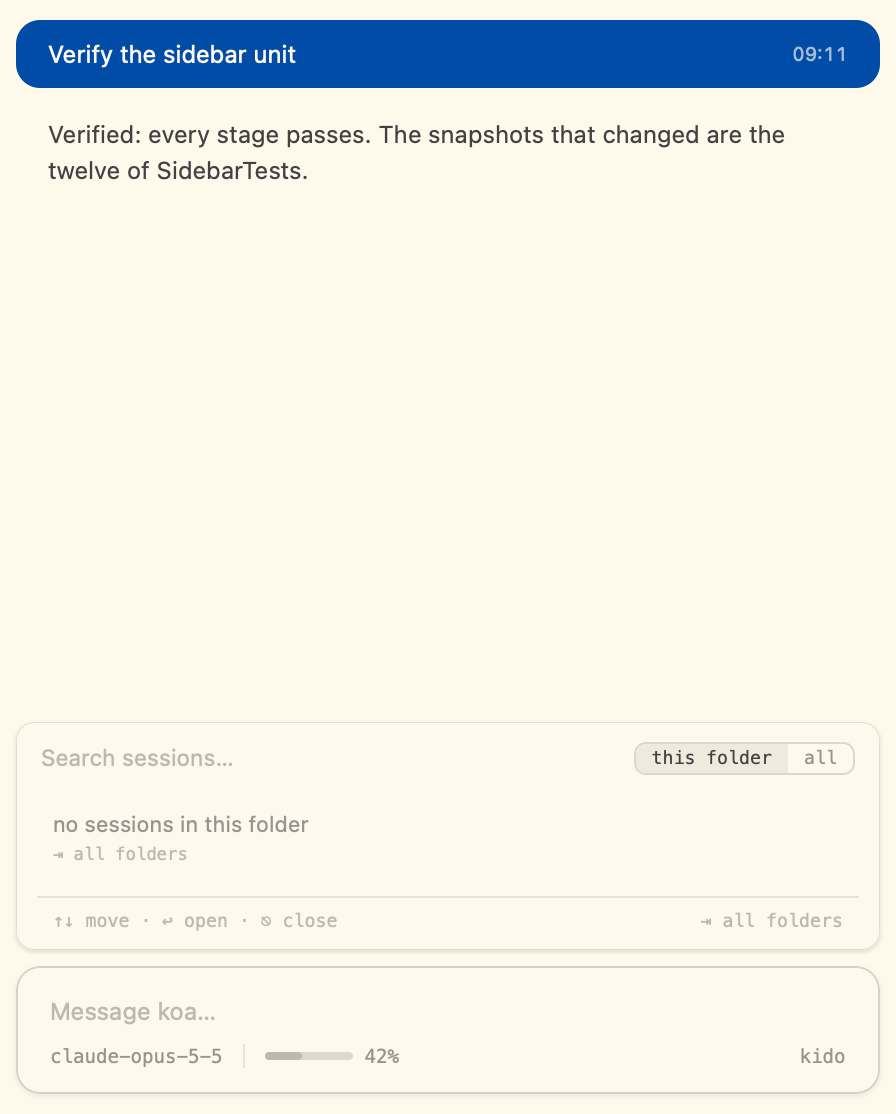 Verify the sidebar unit 09:11
Verified: every stage passes. The snapshots that changed are the
twelve of SidebarTests.
Search sessions… this folder all
no sessions in this folder
⇥ all folders
↑↓ move · ↩ open · ⎋ close ⇥ all folders
Message koa…
claude-opus-5-5 42% kido